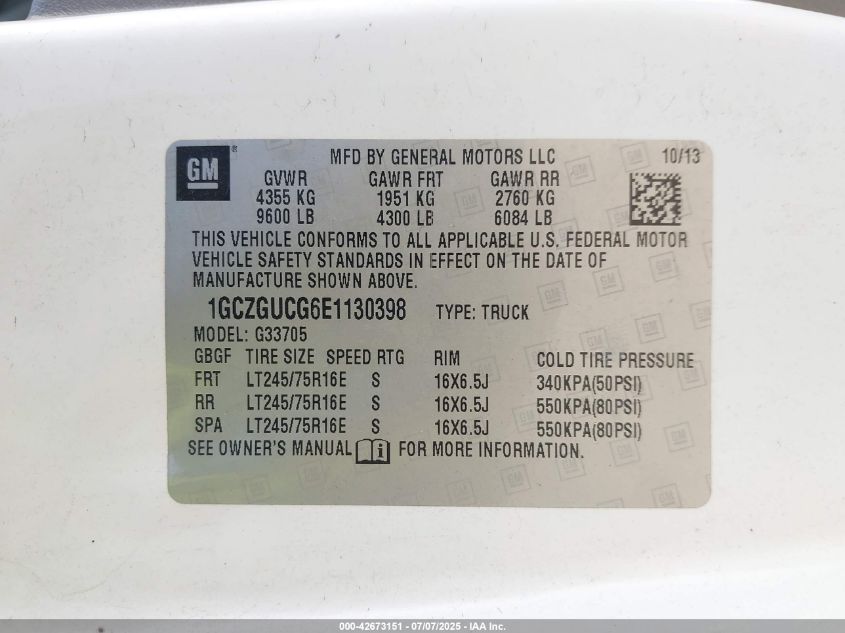 GM ® MFD BY GENERAL MOTORS LLC 10/13
GVWR GAWR FRT GAWR RR
4355 KG 1951 KG 2760 KG
9600 LB 4300 LB 6084 LB
THIS VEHICLE CONFORMS TO ALL APPLICABLE U.S. FEDERAL MOTOR
VEHICLE SAFETY STANDARDS IN EFFECT ON THE DATE OF
MANUFACTURE SHOWN ABOVE.
1GCZGUCG6E1130398 TYPE: TRUCK
MODEL: G33705
GBGF TIRE SIZE SPEED RTG RIM COLD TIRE PRESSURE
FRT LT245/75R16E S 16X6.5J 340KPA(50PSI)
RR LT245/75R16E S 16X6.5J 550KPA(80PSI)
SPA LT245/75R16E S 16X6.5J 550KPA(80PSI)
SEE OWNER'S MANUAL i FOR MORE INFORMATION.
000-42673151 - 07/07/2025 - IAA Inc.